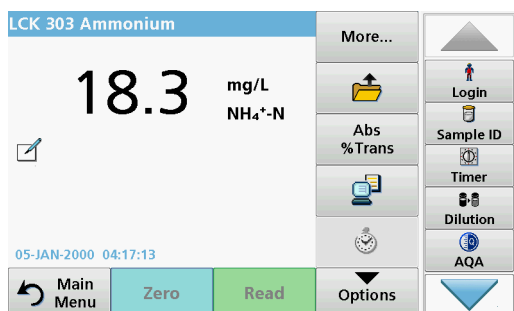 LCK 303 Ammonium
18.3 mg/L
NH₄⁺-N
05-JAN-2000 04:17:13
Main
Menu
Zero
Read
More...
Abs
%Trans
Options
Login
Sample ID
Timer
Dilution
AQA